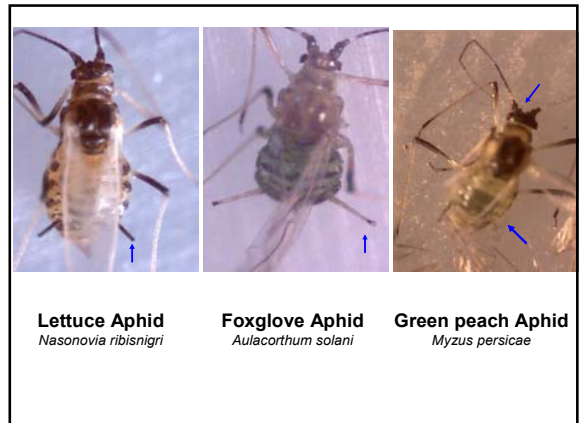 Lettuce Aphid
Nasonovia ribisnigri
Foxglove Aphid
Aulacorthum solani
Green peach Aphid
Myzus persicae